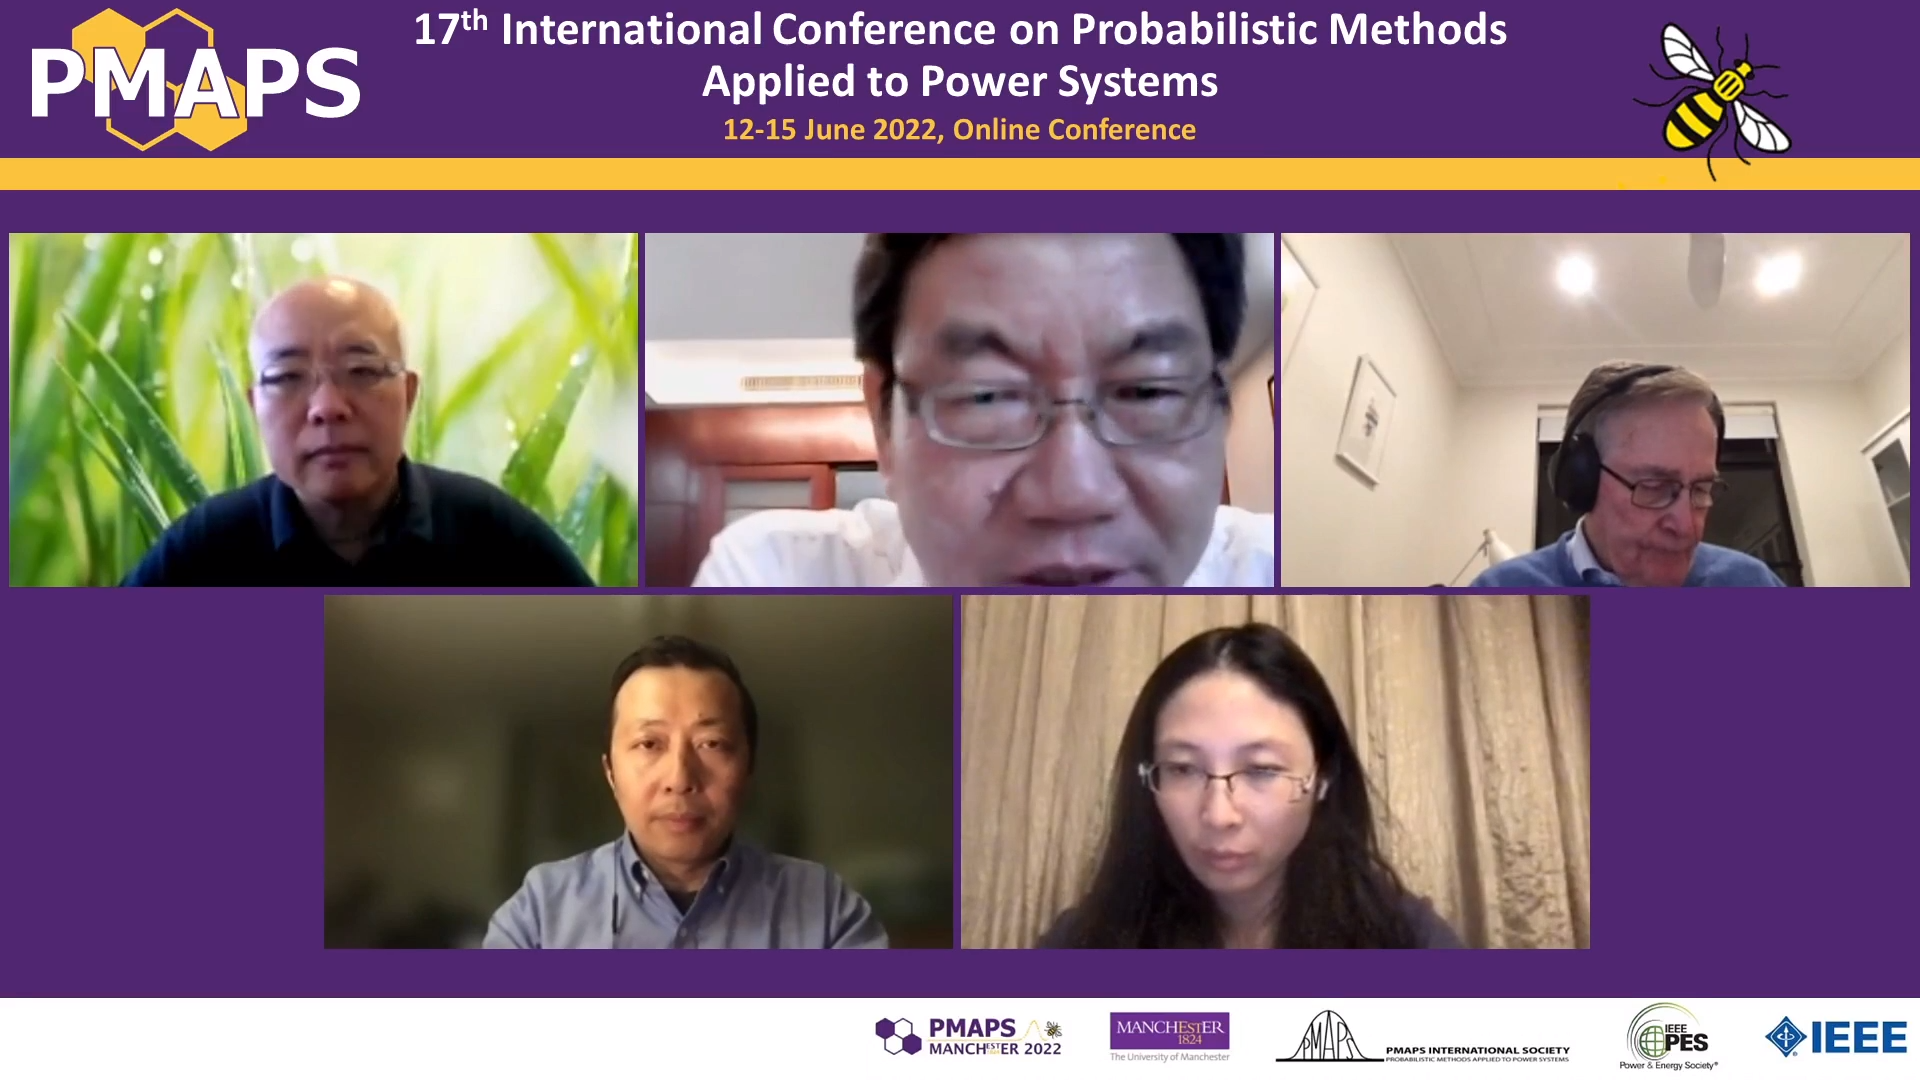 PMAPS
17th International Conference on Probabilistic Methods
Applied to Power Systems
12-15 June 2022, Online Conference
PMAPS
MANCHESTER 2022
MANCHESTER
1824
The University of Manchester
PMAPS
PMAPS INTERNATIONAL SOCIETY
PROBABILISTIC METHODS APPLIED TO POWER SYSTEMS
IEEE
PES
Power & Energy Society®
IEEE